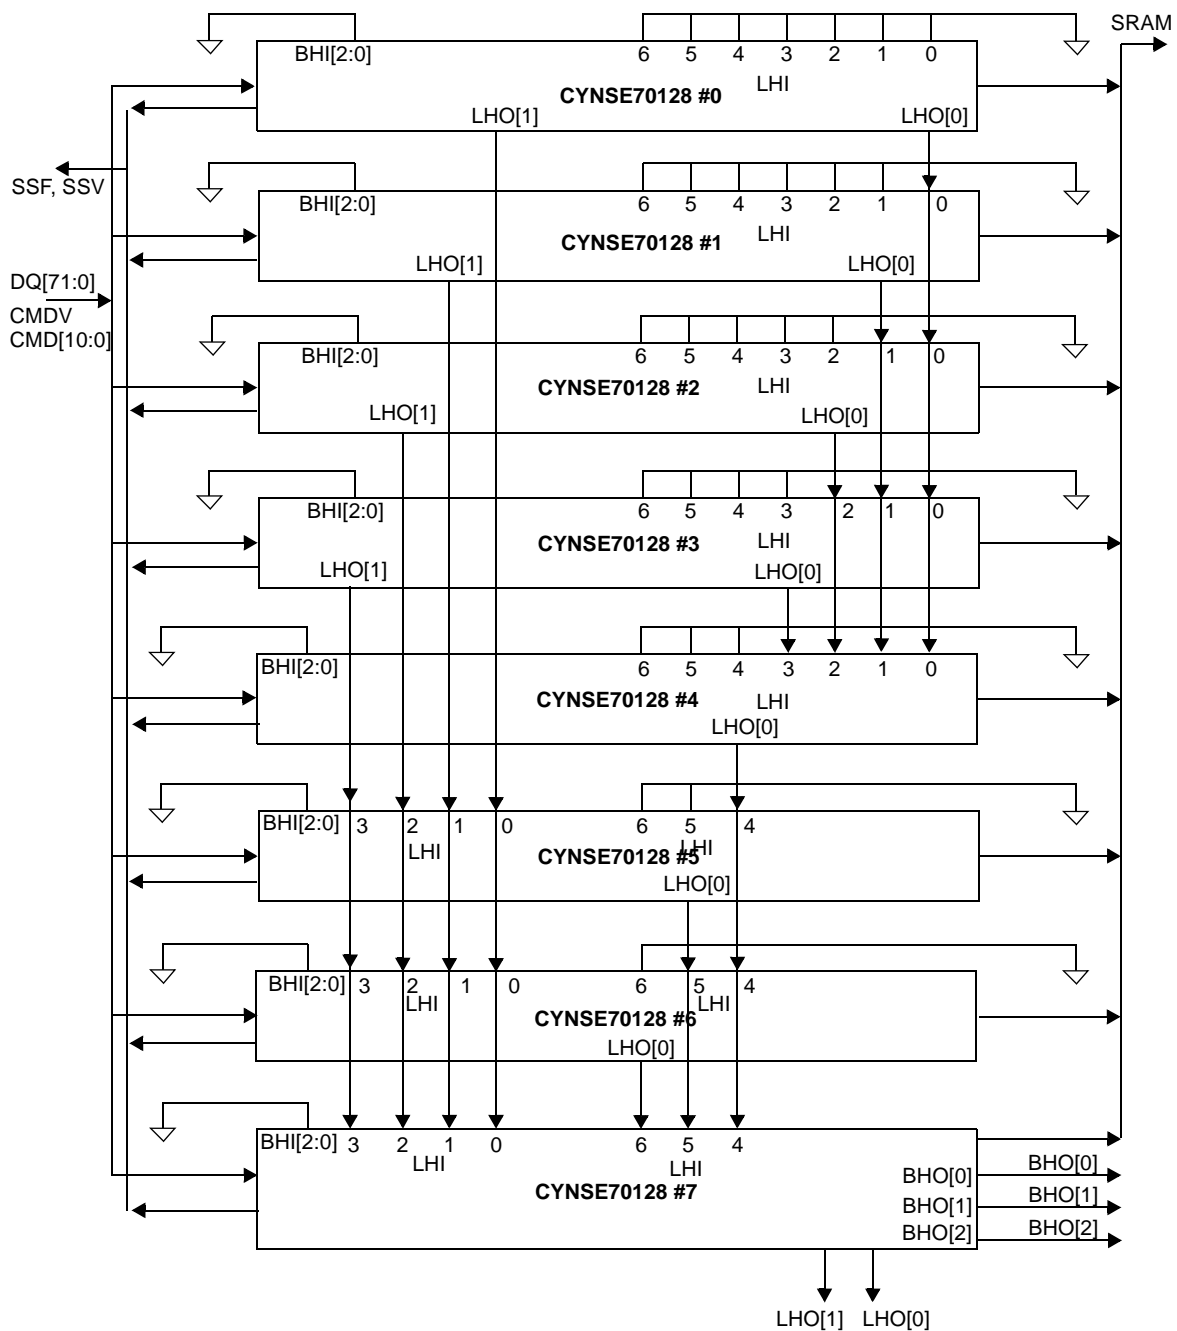 SRAM
BHI[2:0] 6 5 4 3 2 1 0
LHI
CYNSE70128 #0
LHO[1] LHO[0]
SSF, SSV
BHI[2:0] 6 5 4 3 2 1 0
LHI
CYNSE70128 #1
LHO[1] LHO[0]
DQ[71:0]
CMDV
CMD[10:0]
BHI[2:0] 6 5 4 3 2 1 0
CYNSE70128 #2 LHI
LHO[1] LHO[0]
BHI[2:0] 6 5 4 3 2 1 0
CYNSE70128 #3 LHI
LHO[1] LHO[0]
BHI[2:0] 6 5 4 3 2 1 0
CYNSE70128 #4 LHI
LHO[0]
BHI[2:0] 3 2 1 0 6 5 4
LHI CYNSE70128 #5 LHI
LHO[0]
BHI[2:0] 3 2 1 0 6 5 4
LHI LHI
CYNSE70128 #6
LHO[0]
BHI[2:0] 3 2 1 0 6 5 4
LHI LHI
CYNSE70128 #7
BHO[0] BHO[0]
BHO[1] BHO[1]
BHO[2] BHO[2]
LHO[1] LHO[0]